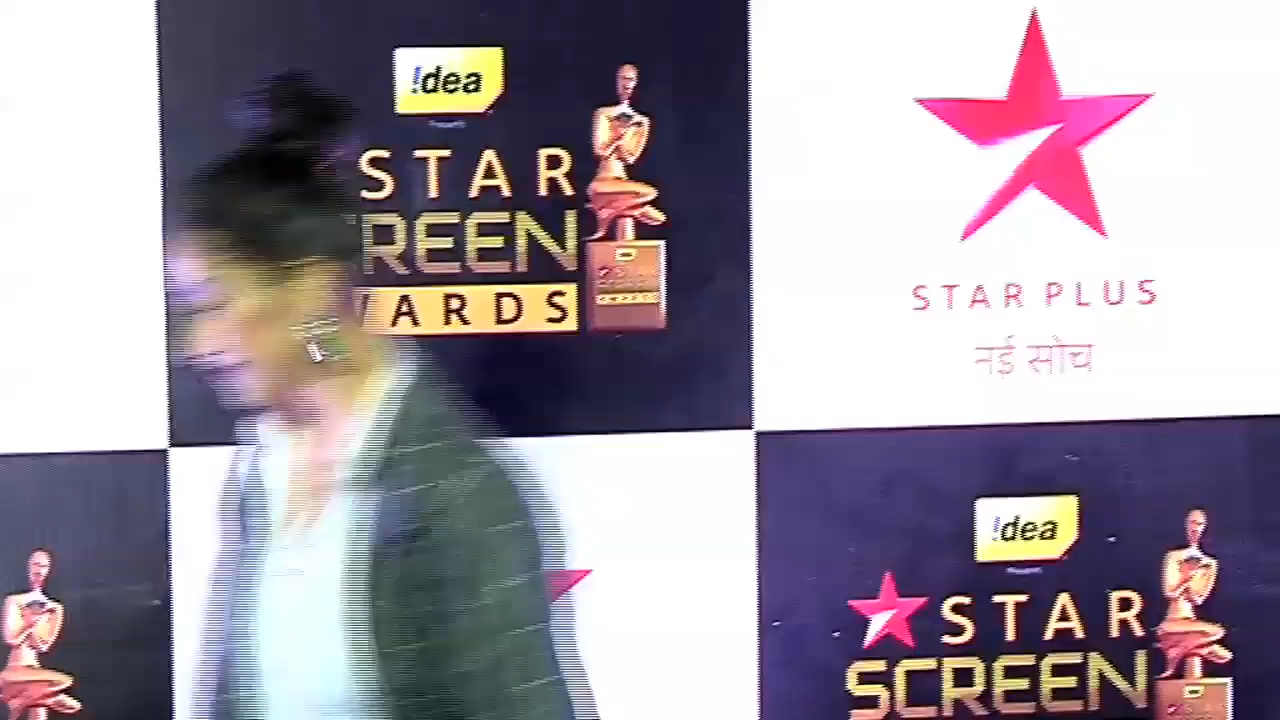 !dea
STAR
REEN
ARDS
STAR PLUS
नई सोच
!dea
STAR
SCREEN